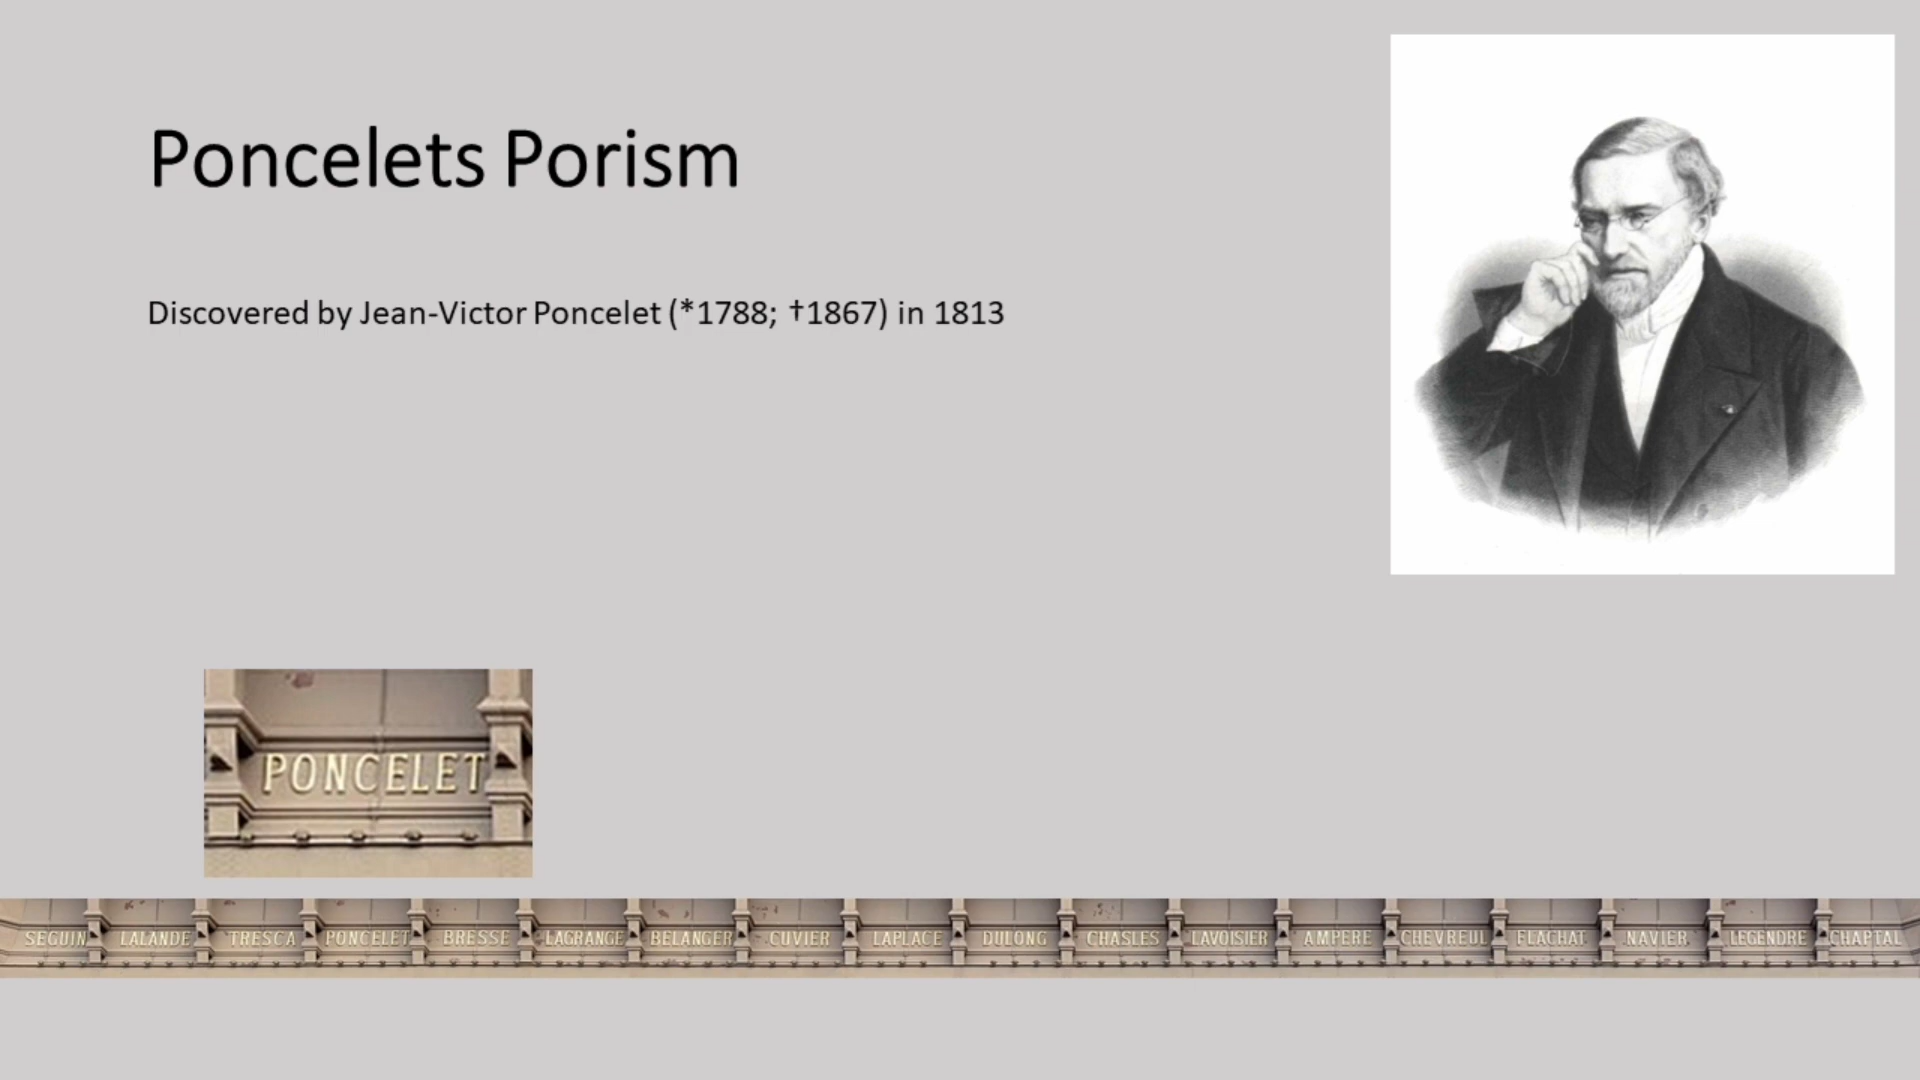 Poncelets Porism
Discovered by Jean-Victor Poncelet (*1788; †1867) in 1813
PONCELET
SEGUIN LALANDE TRESCA PONCELET BRESSE LAGRANGE BELANGER CUVIER LAPLACE DULONG CHASLES LAVOISIER AMPERE CHEVREUL FLACHAT NAVIER LEGENDRE CHAPTAL